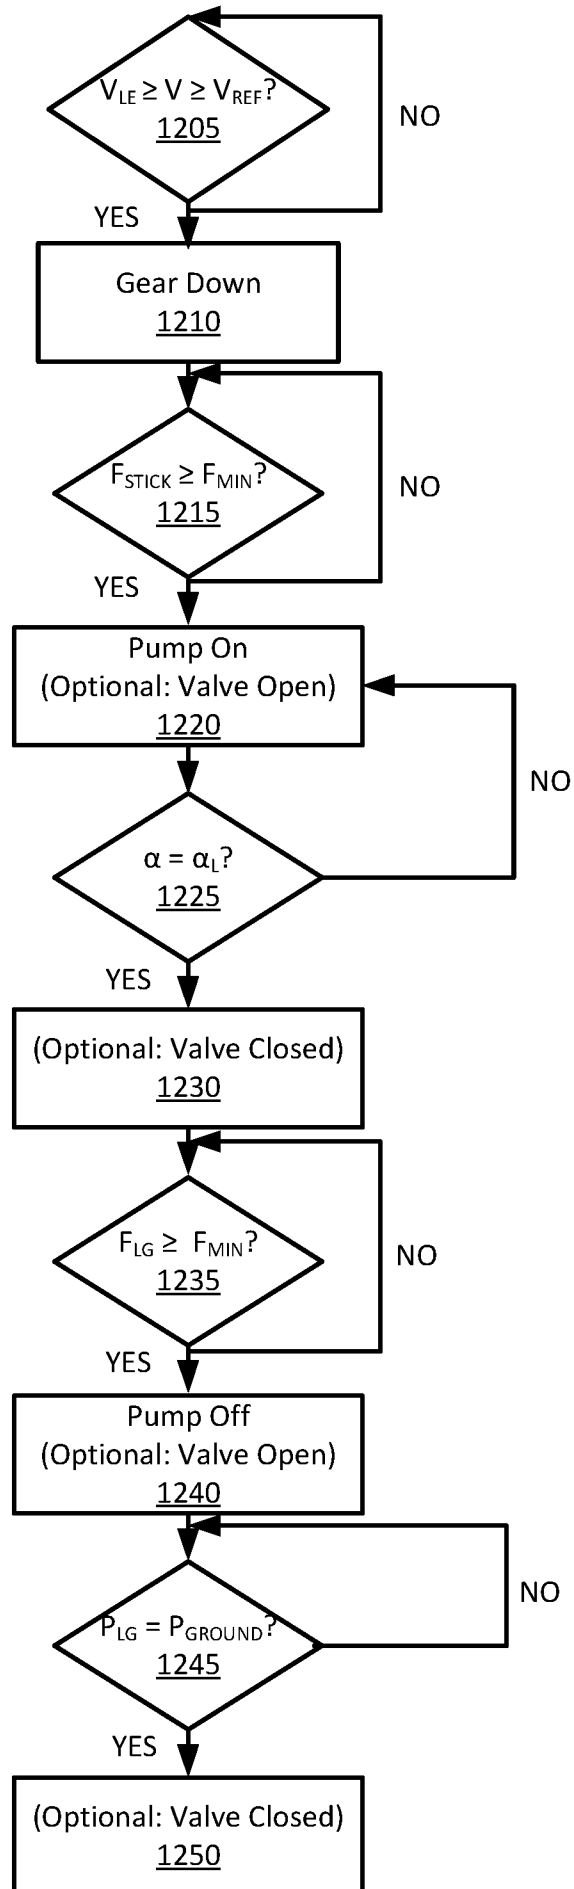 V_LE ≥ V ≥ V_REF?
1205
NO
YES
Gear Down
1210
F_STICK ≥ F_MIN?
1215
NO
YES
Pump On
(Optional: Valve Open)
1220
NO
α = α_L?
1225
YES
(Optional: Valve Closed)
1230
F_LG ≥ F_MIN?
1235
NO
YES
Pump Off
(Optional: Valve Open)
1240
NO
P_LG = P_GROUND?
1245
YES
(Optional: Valve Closed)
1250